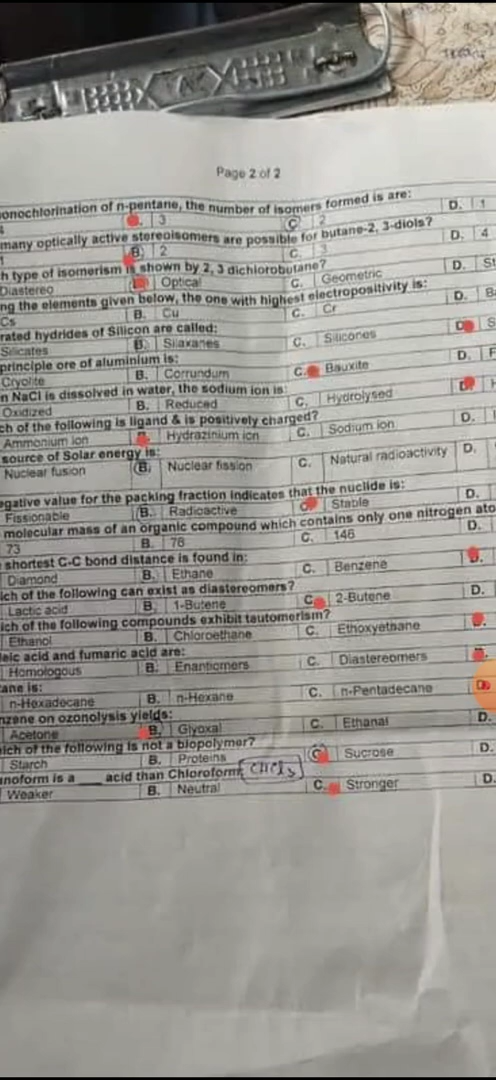 Page 2 of 2
onochlorination of n-pentane, the number of isomers formed is are:
4 3 C 2 D. 1
many optically active stereoisomers are possible for butane-2, 3-diols?
1 B) 2 C. 3 D. 4
h type of isomerism is shown by 2, 3 dichlorobutane?
Diastereo Optical C. Geometric D. St
ng the elements given below, the one with highest electropositivity is:
Cs B. Cu C. Cr D. Ba
rated hydrides of Silicon are called:
Silicates B. Silaxanes C. Silicones D S
principle ore of aluminium is:
Cryolite B. Corrundum C. Bauxite D. F
n NaCl is dissolved in water, the sodium ion is:
Oxidized B. Reduced C. Hydrolysed D. H
ch of the following is ligand & is positively charged?
Ammonium ion Hydrazinium ion C. Sodium ion D.
source of Solar energy is:
Nuclear fusion (B. Nuclear fission C. Natural radioactivity D.
egative value for the packing fraction indicates that the nuclide is:
Fissionable (B. Radioactive C Stable D.
molecular mass of an organic compound which contains only one nitrogen ato
73 B. 76 C. 146 D.
shortest C-C bond distance is found in:
Diamond B. Ethane C. Benzene D.
ich of the following can exist as diastereomers?
Lactic acid B. 1-Butene C. 2-Butene D.
ich of the following compounds exhibit tautomerism?
Ethanol B. Chloroethane C. Ethoxyethane
leic acid and fumaric acid are:
Homologous B. Enantiomers C. Diastereomers
ane is:
n-Hexadecane B. n-Hexane C. n-Pentadecane D
nzene on ozonolysis yields:
Acetone B. Glyoxal C. Ethanal D.
ich of the following is not a biopolymer?
Starch B. Proteins C Sucrose D.
anoform is a ___ acid than Chloroform CHCl3
Weaker B. Neutral C. Stronger D.